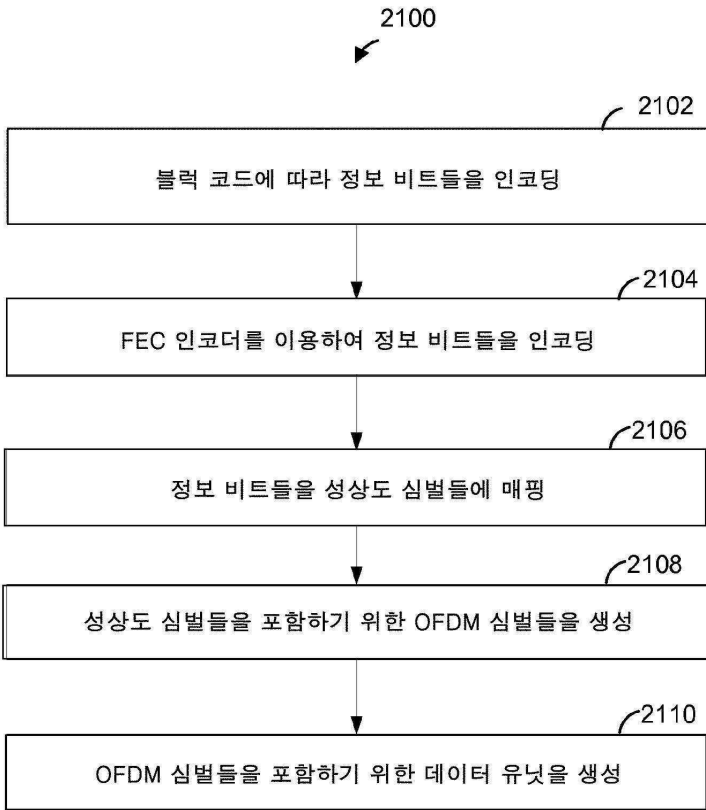 2100
2102
블럭 코드에 따라 정보 비트들을 인코딩
2104
FEC 인코더를 이용하여 정보 비트들을 인코딩
2106
정보 비트들을 성상도 심벌들에 매핑
2108
성상도 심벌들을 포함하기 위한 OFDM 심벌들을 생성
2110
OFDM 심벌들을 포함하기 위한 데이터 유닛을 생성